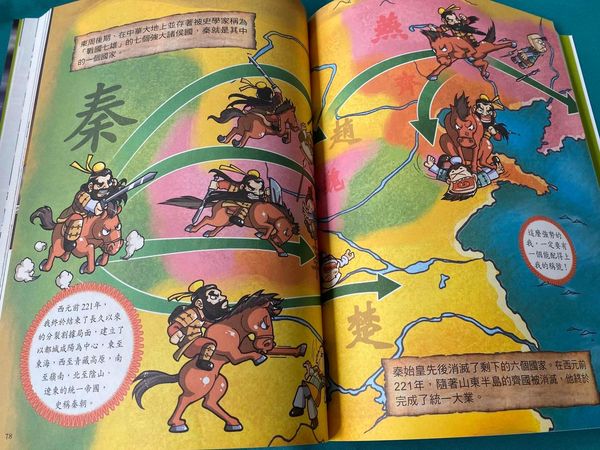 東周後期，在中華大地上並存著被史學家稱為
「戰國七雄」的七個強大諸侯國，秦就是其中
的一個國家。
秦
燕
齊
趙
魏
楚
西元前221年，
我終於結束了長久以來
的分裂割據局面，建立了
以都城咸陽為中心，東至
東海、西至青藏高原、南
至嶺南、北至陰山、
遼東的統一帝國，
史稱秦朝。
這麼強勢的
我，一定要有
一個能配得上
我的稱號！
秦始皇先後消滅了剩下的六個國家，在西元前
221年，隨著山東半島的齊國被消滅，他終於
完成了統一大業。
78